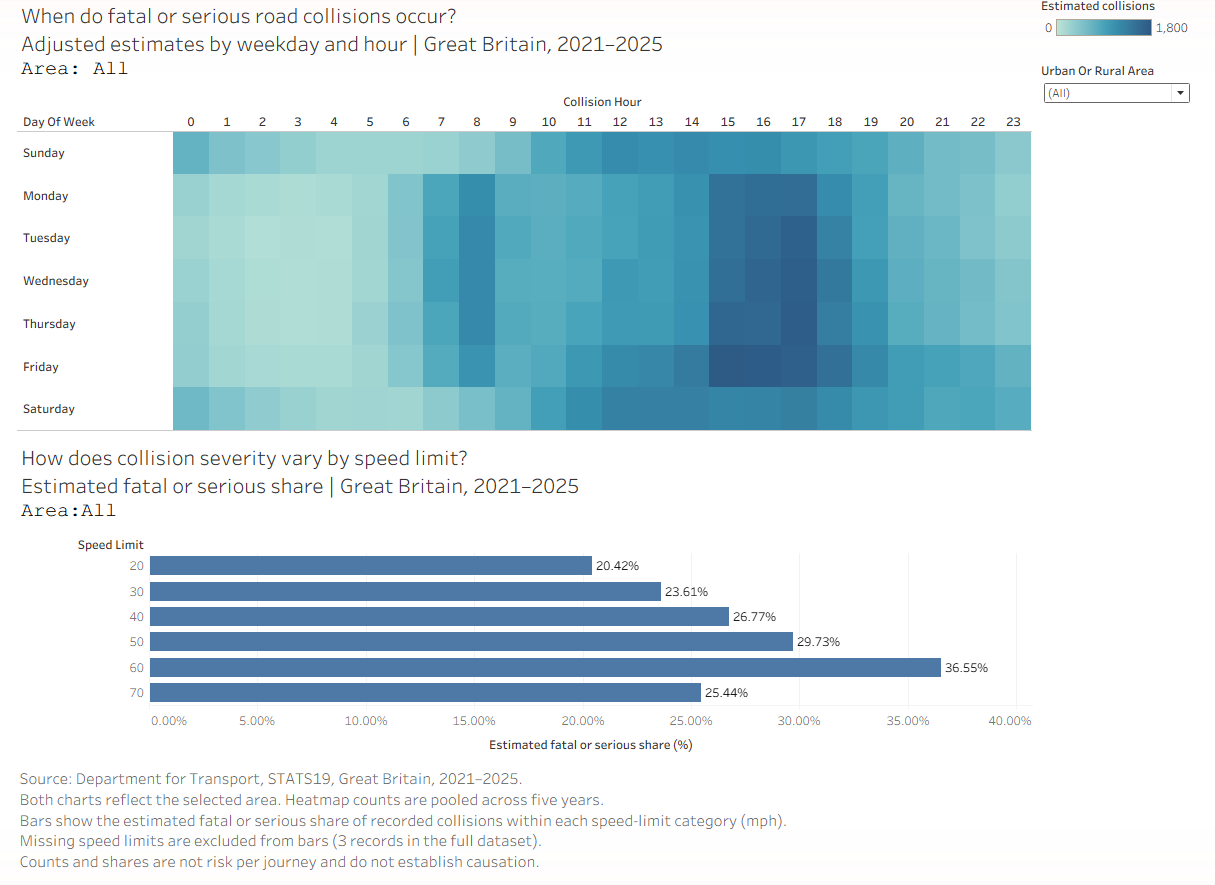 When do fatal or serious road collisions occur?
Adjusted estimates by weekday and hour | Great Britain, 2021–2025
Area: All
Estimated collisions
0 1,800
Urban Or Rural Area
(All)
Collision Hour
Day Of Week 0 1 2 3 4 5 6 7 8 9 10 11 12 13 14 15 16 17 18 19 20 21 22 23
Sunday
Monday
Tuesday
Wednesday
Thursday
Friday
Saturday
How does collision severity vary by speed limit?
Estimated fatal or serious share | Great Britain, 2021–2025
Area:All
Speed Limit
20 20.42%
30 23.61%
40 26.77%
50 29.73%
60 36.55%
70 25.44%
0.00% 5.00% 10.00% 15.00% 20.00% 25.00% 30.00% 35.00% 40.00%
Estimated fatal or serious share (%)
Source: Department for Transport, STATS19, Great Britain, 2021–2025.
Both charts reflect the selected area. Heatmap counts are pooled across five years.
Bars show the estimated fatal or serious share of recorded collisions within each speed-limit category (mph).
Missing speed limits are excluded from bars (3 records in the full dataset).
Counts and shares are not risk per journey and do not establish causation.